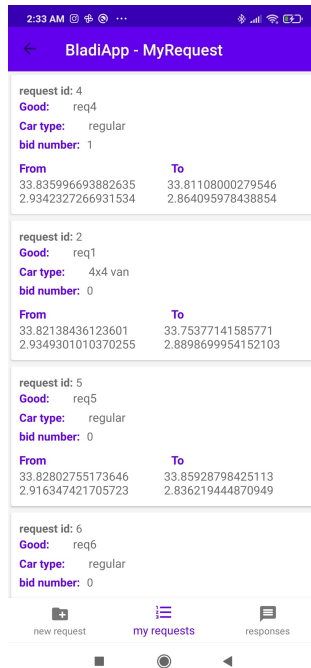 2:33 AM
BladiApp - MyRequest
request id: 4
Good: req4
Car type: regular
bid number: 1
From To
33.835996693882635 33.81108000279546
2.9342327266931534 2.864095978438854
request id: 2
Good: req1
Car type: 4x4 van
bid number: 0
From To
33.82138436123601 33.75377141585771
2.9349301010370255 2.8898699954152103
request id: 5
Good: req5
Car type: regular
bid number: 0
From To
33.82802755173646 33.85928798425113
2.916347421705723 2.836219444870949
request id: 6
Good: req6
Car type: regular
bid number: 0
new request my requests responses